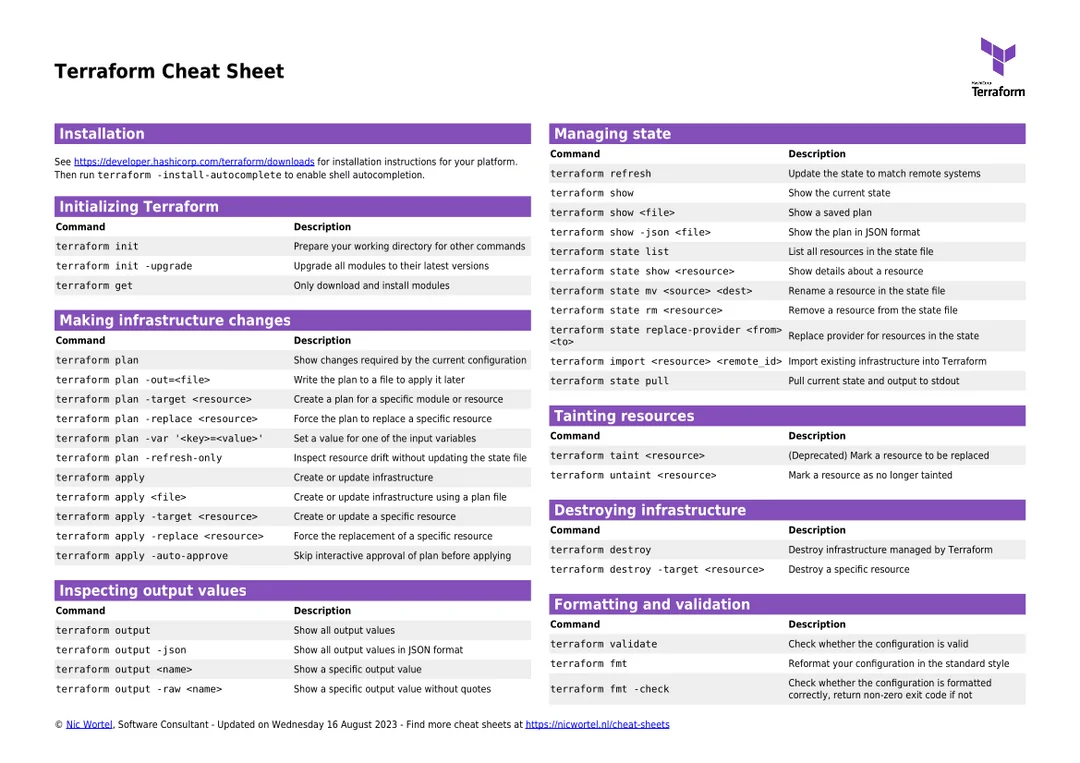 Terraform Cheat Sheet
HashiCorp
Terraform
Installation
See https://developer.hashicorp.com/terraform/downloads for installation instructions for your platform.
Then run terraform -install-autocomplete to enable shell autocompletion.
Initializing Terraform
Command Description
terraform init Prepare your working directory for other commands
terraform init -upgrade Upgrade all modules to their latest versions
terraform get Only download and install modules
Making infrastructure changes
Command Description
terraform plan Show changes required by the current configuration
terraform plan -out=<file> Write the plan to a file to apply it later
terraform plan -target <resource> Create a plan for a specific module or resource
terraform plan -replace <resource> Force the plan to replace a specific resource
terraform plan -var '<key>=<value>' Set a value for one of the input variables
terraform plan -refresh-only Inspect resource drift without updating the state file
terraform apply Create or update infrastructure
terraform apply <file> Create or update infrastructure using a plan file
terraform apply -target <resource> Create or update a specific resource
terraform apply -replace <resource> Force the replacement of a specific resource
terraform apply -auto-approve Skip interactive approval of plan before applying
Inspecting output values
Command Description
terraform output Show all output values
terraform output -json Show all output values in JSON format
terraform output <name> Show a specific output value
terraform output -raw <name> Show a specific output value without quotes
Managing state
Command Description
terraform refresh Update the state to match remote systems
terraform show Show the current state
terraform show <file> Show a saved plan
terraform show -json <file> Show the plan in JSON format
terraform state list List all resources in the state file
terraform state show <resource> Show details about a resource
terraform state mv <source> <dest> Rename a resource in the state file
terraform state rm <resource> Remove a resource from the state file
terraform state replace-provider <from>
<to> Replace provider for resources in the state
terraform import <resource> <remote_id> Import existing infrastructure into Terraform
terraform state pull Pull current state and output to stdout
Tainting resources
Command Description
terraform taint <resource> (Deprecated) Mark a resource to be replaced
terraform untaint <resource> Mark a resource as no longer tainted
Destroying infrastructure
Command Description
terraform destroy Destroy infrastructure managed by Terraform
terraform destroy -target <resource> Destroy a specific resource
Formatting and validation
Command Description
terraform validate Check whether the configuration is valid
terraform fmt Reformat your configuration in the standard style
terraform fmt -check Check whether the configuration is formatted
correctly, return non-zero exit code if not
© Nic Wortel, Software Consultant - Updated on Wednesday 16 August 2023 - Find more cheat sheets at https://nicwortel.nl/cheat-sheets